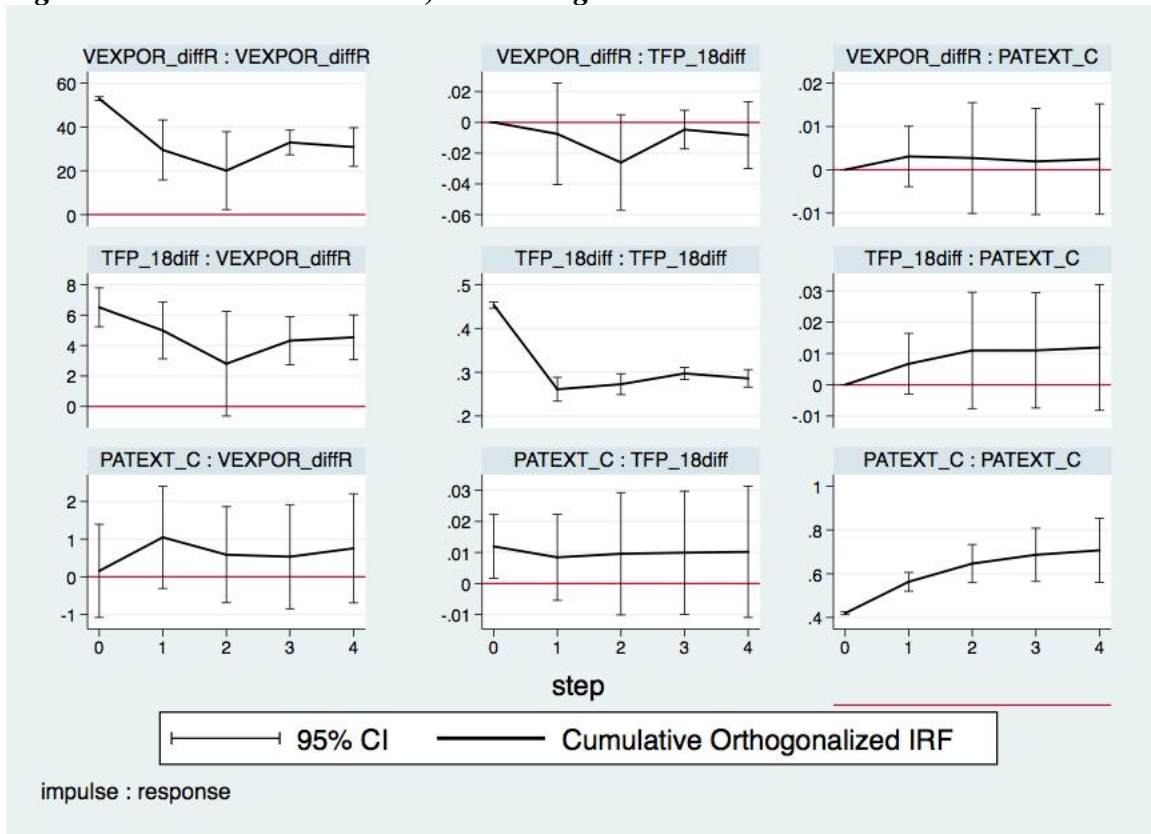 VEXPOR_diffR : VEXPOR_diffR
60
40
20
0
VEXPOR_diffR : TFP_18diff
.02
0
-.02
-.04
-.06
VEXPOR_diffR : PATEXT_C
.02
.01
0
-.01
TFP_18diff : VEXPOR_diffR
8
6
4
2
0
TFP_18diff : TFP_18diff
.5
.4
.3
.2
TFP_18diff : PATEXT_C
.03
.02
.01
0
-.01
PATEXT_C : VEXPOR_diffR
2
1
0
-1
0 1 2 3 4
PATEXT_C : TFP_18diff
.03
.02
.01
0
-.01
0 1 2 3 4
PATEXT_C : PATEXT_C
1
.8
.6
.4
0 1 2 3 4
step
95% CI Cumulative Orthogonalized IRF
impulse : response